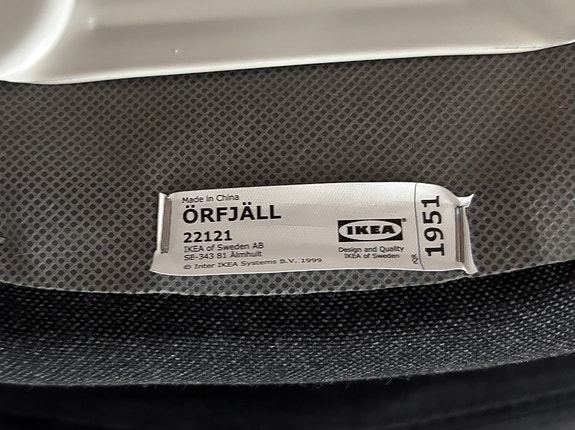 Made in China
ÖRFJÄLL
22121
IKEA of Sweden AB
SE-343 81 Älmhult
© Inter IKEA Systems B.V. 1999
IKEA®
Design and Quality
IKEA of Sweden
1951